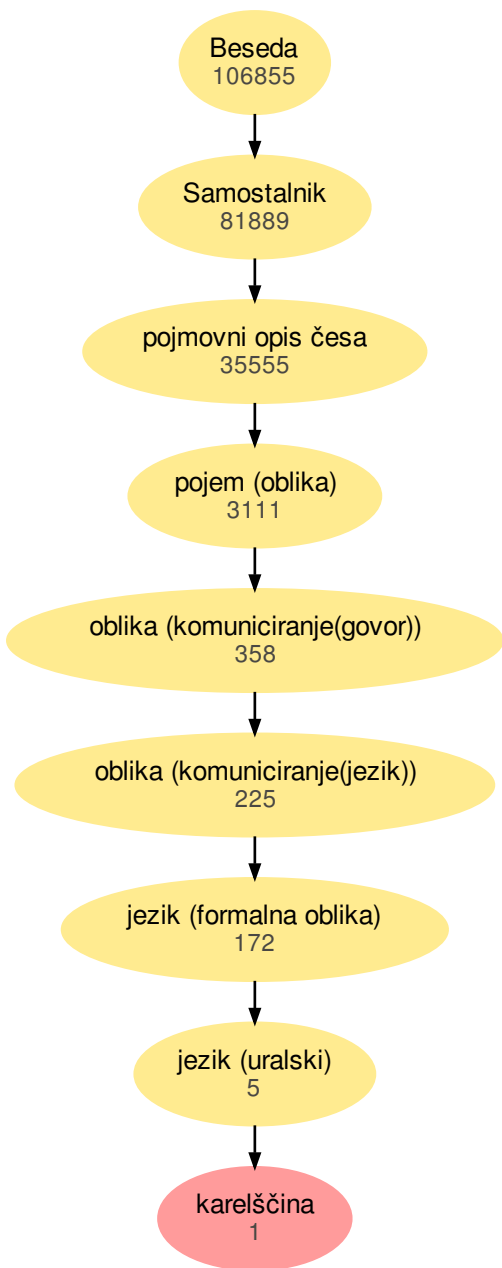 Beseda
106855
Samostalnik
81889
pojmovni opis česa
35555
pojem (oblika)
3111
oblika (komuniciranje(govor))
358
oblika (komuniciranje(jezik))
225
jezik (formalna oblika)
172
jezik (uralski)
5
karelščina
1